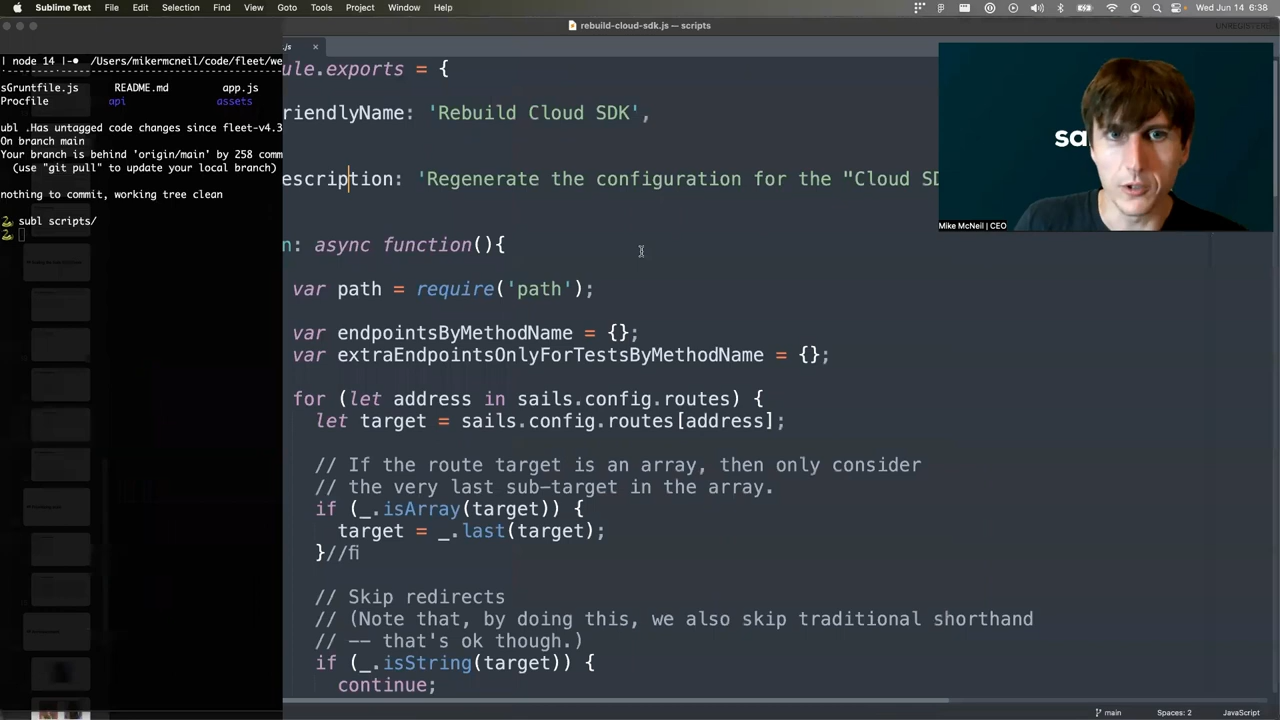 Sublime Text File Edit Selection Find View Goto Tools Project Window Help Wed Jun 14 6:38
rebuild-cloud-sdk.js — scripts
UNREGISTERED
.js ×
| node 14 |-● /Users/mikermcneil/code/fleet/we
sGruntfile.js README.md app.js
Procfile api assets
ubl .Has untagged code changes since fleet-v4.3
On branch main
Your branch is behind 'origin/main' by 258 comm
(use "git pull" to update your local branch)
nothing to commit, working tree clean
subl scripts/
ule.exports = {
riendlyName: 'Rebuild Cloud SDK',
escription: 'Regenerate the configuration for the "Cloud SD
n: async function(){
var path = require('path');
var endpointsByMethodName = {};
var extraEndpointsOnlyForTestsByMethodName = {};
for (let address in sails.config.routes) {
let target = sails.config.routes[address];
// If the route target is an array, then only consider
// the very last sub-target in the array.
if (_.isArray(target)) {
target = _.last(target);
}//ﬁ
// Skip redirects
// (Note that, by doing this, we also skip traditional shorthand
// -- that's ok though.)
if (_.isString(target)) {
continue;
sa
Mike McNeil | CEO
main Spaces: 2 JavaScript